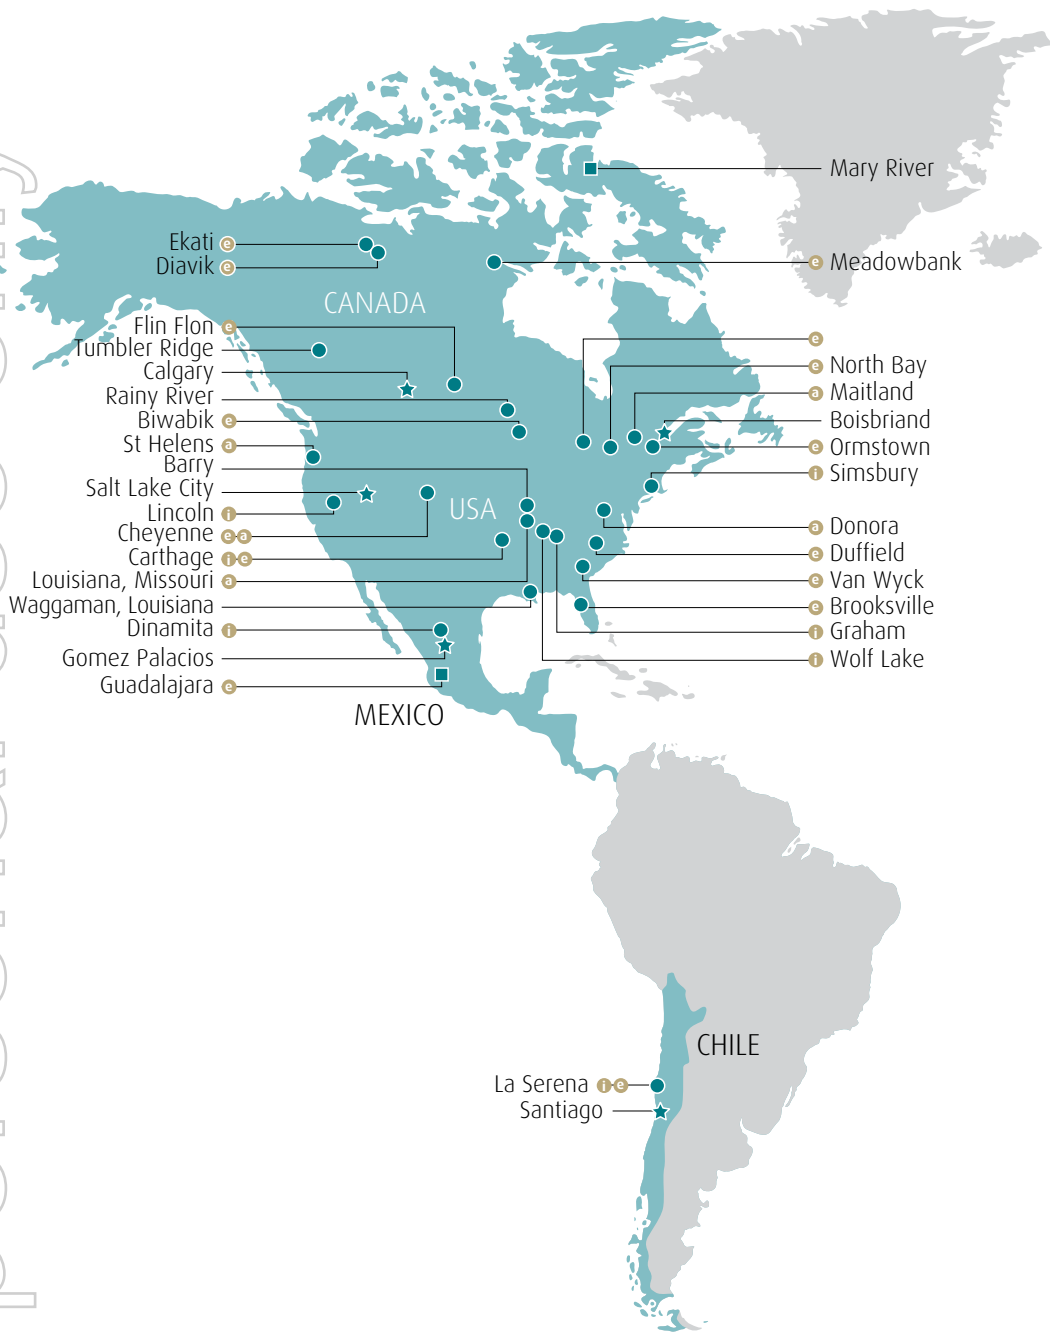 Mary River
Ekati e
Diavik e
e Meadowbank
CANADA
Flin Flon e
e
Tumbler Ridge
e North Bay
Calgary
a Maitland
Rainy River
Biwabik e
Boisbriand
St Helens a
e Ormstown
Barry
i Simsbury
Salt Lake City
USA
Lincoln i
Cheyenne e a
a Donora
Carthage i e
e Duffield
Louisiana, Missouri a
e Van Wyck
Waggaman, Louisiana
e Brooksville
Dinamita i
i Graham
Gomez Palacios
i Wolf Lake
Guadalajara e
MEXICO
CHILE
La Serena i e
Santiago